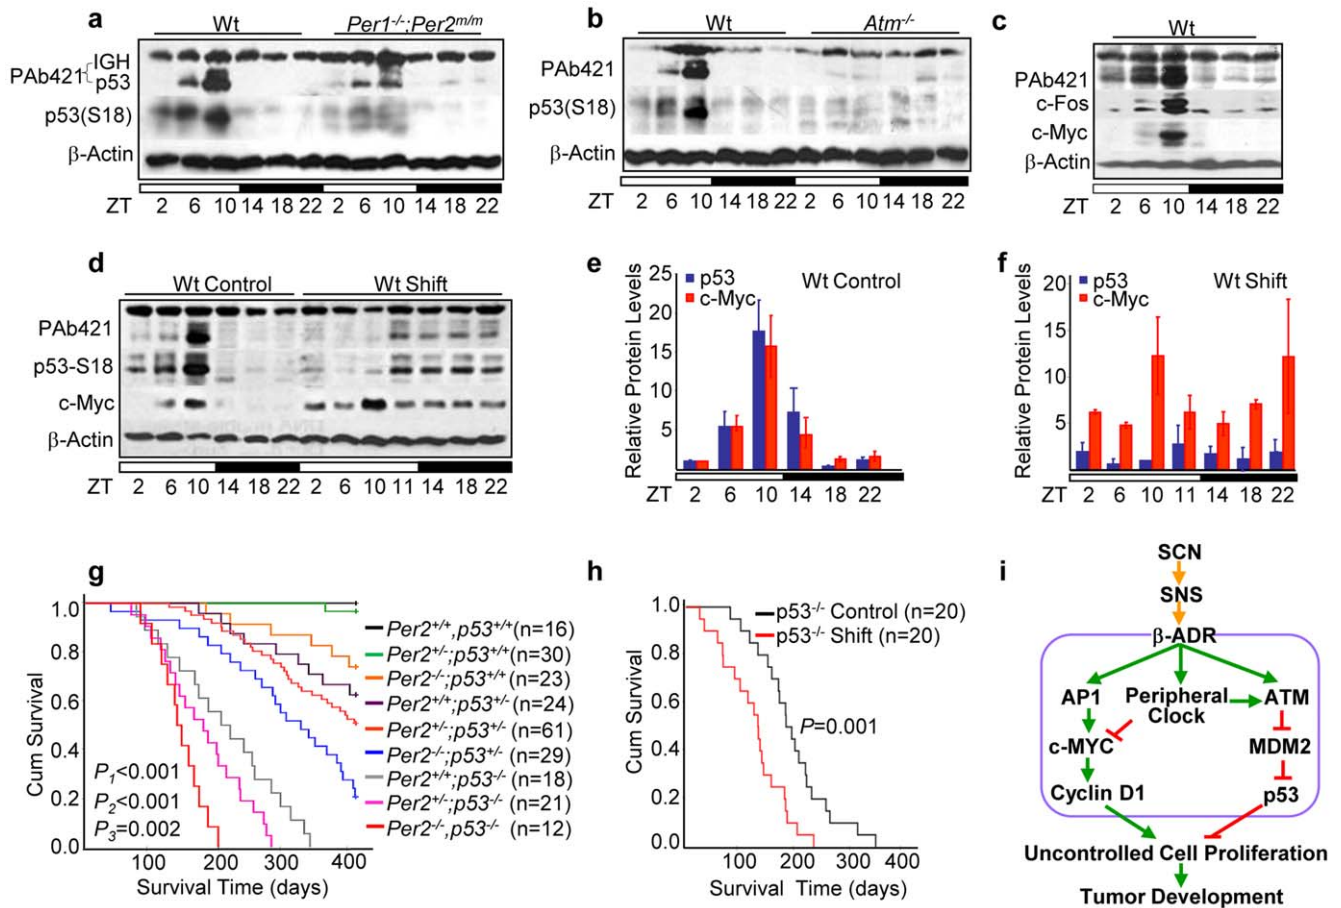 a
Wt Per1-/-;Per2m/m
IGH
PAb421 p53
p53(S18)
β-Actin
ZT 2 6 10 14 18 22 2 6 10 14 18 22
b
Wt Atm-/-
PAb421
p53(S18)
β-Actin
ZT 2 6 10 14 18 22 2 6 10 14 18 22
c
Wt
PAb421
c-Fos
c-Myc
β-Actin
ZT 2 6 10 14 18 22
d
Wt Control Wt Shift
PAb421
p53-S18
c-Myc
β-Actin
ZT 2 6 10 14 18 22 2 6 10 11 14 18 22
e
Relative Protein Levels
25
20
15
10
5
p53
c-Myc
Wt Control
ZT 2 6 10 14 18 22
f
Relative Protein Levels
20
15
10
5
p53
c-Myc
Wt Shift
ZT 2 6 10 11 14 18 22
g
Cum Survival
1.0
0.8
0.6
0.4
0.2
0.0
P1<0.001
P2<0.001
P3=0.002
100 200 300 400
Survival Time (days)
Per2+/+,p53+/+(n=16)
Per2+/-;p53+/+(n=30)
Per2-/-;p53+/+(n=23)
Per2+/+;p53+/- (n=24)
Per2+/-;p53+/- (n=61)
Per2-/-;p53+/- (n=29)
Per2+/+;p53-/- (n=18)
Per2+/-;p53-/- (n=21)
Per2-/-,p53-/- (n=12)
h
Cum Survival
1.0
0.8
0.6
0.4
0.2
0.0
p53-/- Control (n=20)
p53-/- Shift (n=20)
P=0.001
100 200 300 400
Survival Time (days)
i
SCN
SNS
β-ADR
AP1 Peripheral Clock ATM
c-MYC MDM2
Cyclin D1 p53
Uncontrolled Cell Proliferation
Tumor Development